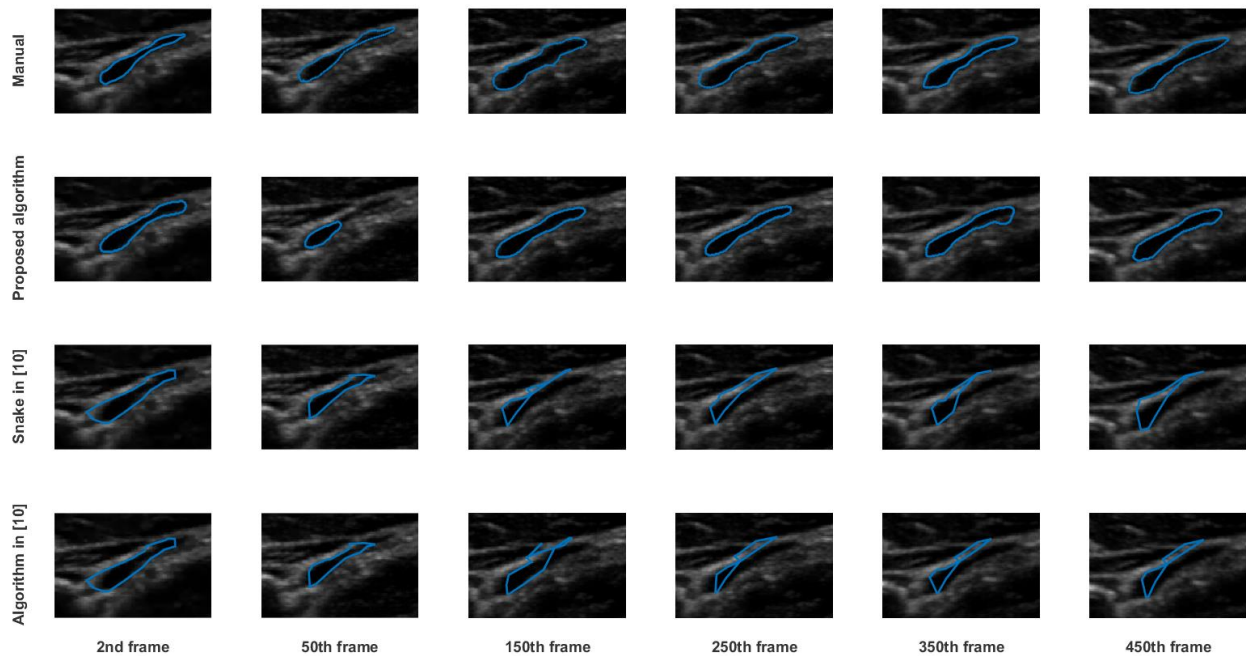 Manual
Proposed algorithm
Snake in [10]
Algorithm in [10]
2nd frame
50th frame
150th frame
250th frame
350th frame
450th frame